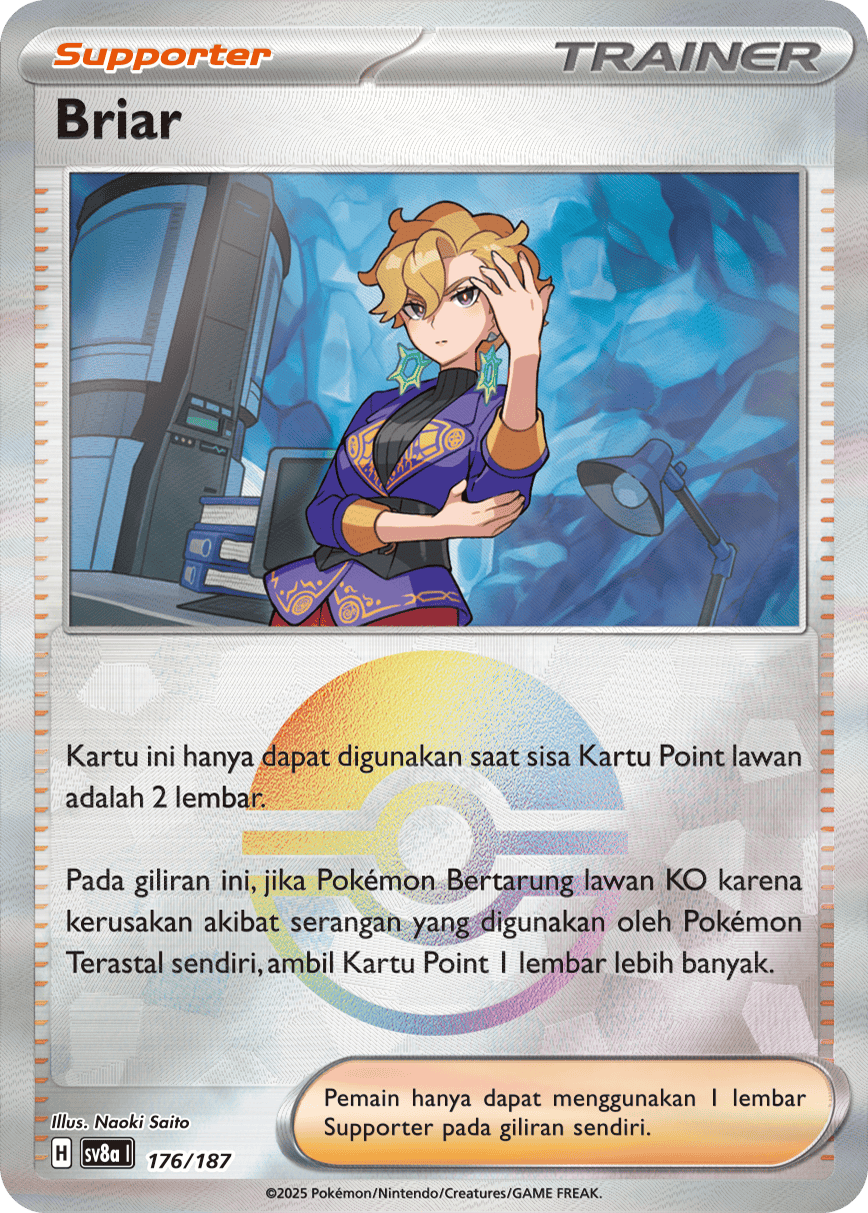 Supporter
TRAINER
Briar
Kartu ini hanya dapat digunakan saat sisa Kartu Point lawan
adalah 2 lembar.
Pada giliran ini, jika Pokémon Bertarung lawan KO karena
kerusakan akibat serangan yang digunakan oleh Pokémon
Terastal sendiri, ambil Kartu Point 1 lembar lebih banyak.
Pemain hanya dapat menggunakan 1 lembar
Supporter pada giliran sendiri.
Illus. Naoki Saito
H sv8a I 176/187
©2025 Pokémon/Nintendo/Creatures/GAME FREAK.